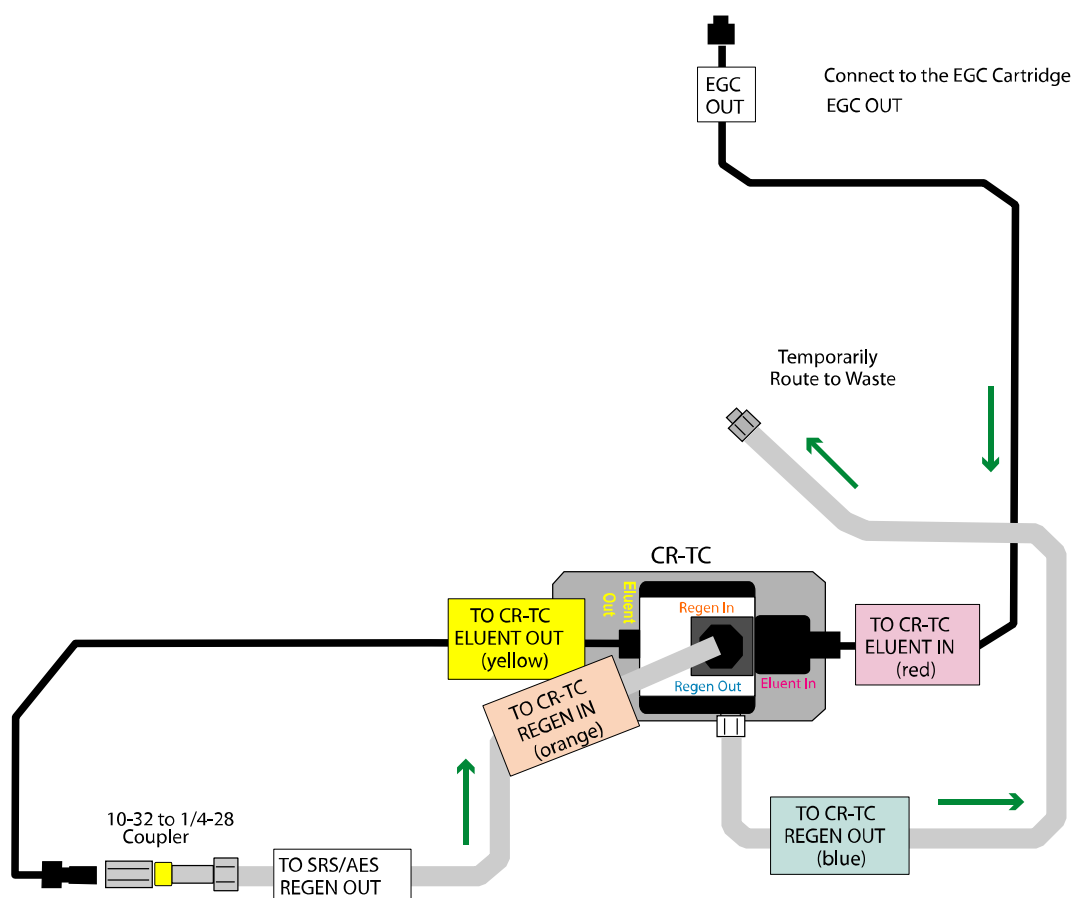 EGC
OUT
Connect to the EGC Cartridge
EGC OUT
Temporarily
Route to Waste
CR-TC
Eluent
Out
Regen In
Regen Out
Eluent In
TO CR-TC
ELUENT OUT
(yellow)
TO CR-TC
ELUENT IN
(red)
TO CR-TC
REGEN IN
(orange)
TO CR-TC
REGEN OUT
(blue)
10-32 to 1/4-28
Coupler
TO SRS/AES
REGEN OUT